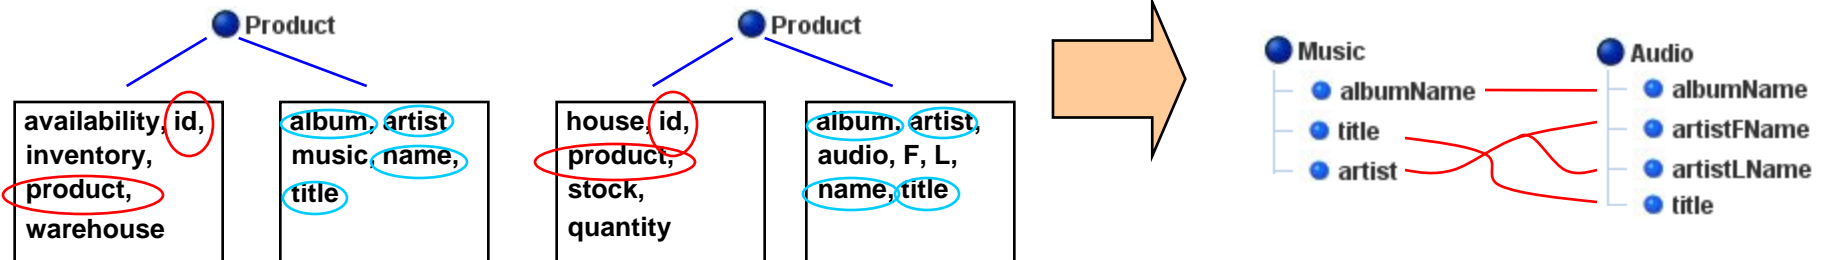 Product
availability, id,
inventory,
product,
warehouse
album, artist
music, name,
title
Product
house, id,
product,
stock,
quantity
album, artist,
audio, F, L,
name, title
Music
albumName
title
artist
Audio
albumName
artistFName
artistLName
title